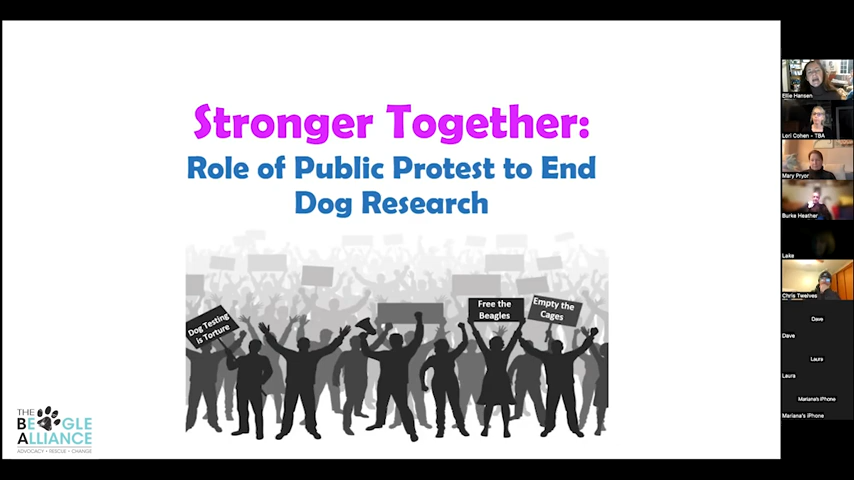 Stronger Together:
Role of Public Protest to End
Dog Research
Dog Testing
is Torture
Free the
Beagles
Empty the
Cages
THE
BEAGLE
ALLIANCE
ADVOCACY • RESCUE • CHANGE
Ellie Hansen
Lori Cohen - TBA
Mary Pryor
Burke Heather
Lake
Chris Twelves
Dave
Dave
Laura
Laura
Mariana's iPhone
Mariana's iPhone